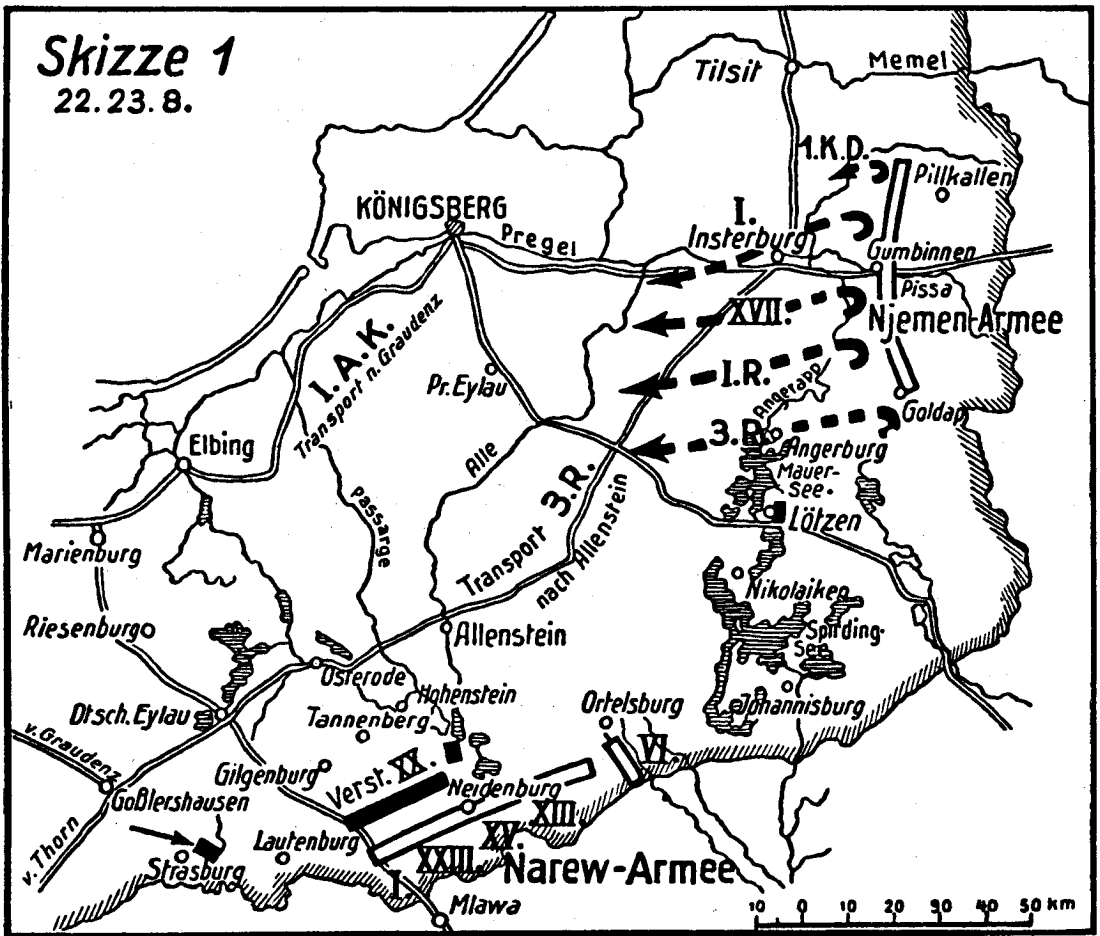 Skizze 1
22.23.8.
Tilsit
Memel
1.K.D.
Pillkallen
KÖNIGSBERG
Pregel
I.
Insterburg
Gumbinnen
Pissa
XVII.
Njemen-Armee
I.A.K.
Transport n. Graudenz
Pr. Eylau
I.R.
Angerapp
Goldap
3.R.
Elbing
Alle
Angerburg
Mauer-
See-
Passarge
Transport 3.R.
nach Allenstein
Lötzen
Marienburg
Nikolaiken
Riesenburg
Allenstein
Spirding-
See
Osterode
Hohenstein
Ortelsburg
Johannisburg
Dtsch. Eylau
Tannenberg
VI
v. Graudenz
Gilgenburg
Verst. XX.
Neidenburg
Goßlershausen
XIII
v. Thorn
Lautenburg
XV.
Strasburg
XXIII.
Narew-Armee
I.
Mlawa
10 0 10 20 30 40 50 km